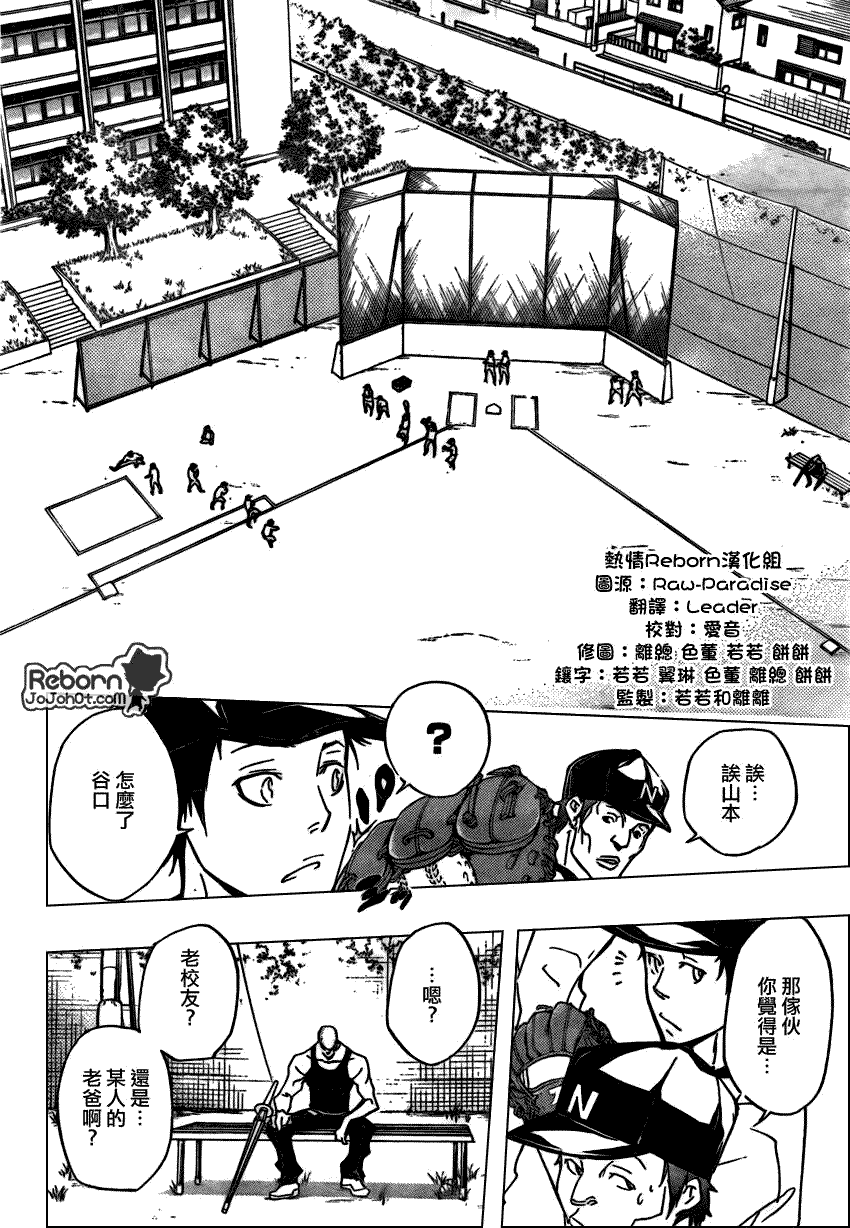 熱情Reborn漢化組
圖源：Raw-Paradise
翻譯：Leader
校對：愛音
修圖：離總 色董 若若 餅餅
鑲字：若若 翼琳 色董 離總 餅餅
監製：若若和離離
Reborn
JoJohOt.com
誒…
誒山本
？
怎麼了
谷口
那傢伙
你覺得是…
N
N
…嗯？
老校友？
還是…
某人的
老爸啊？